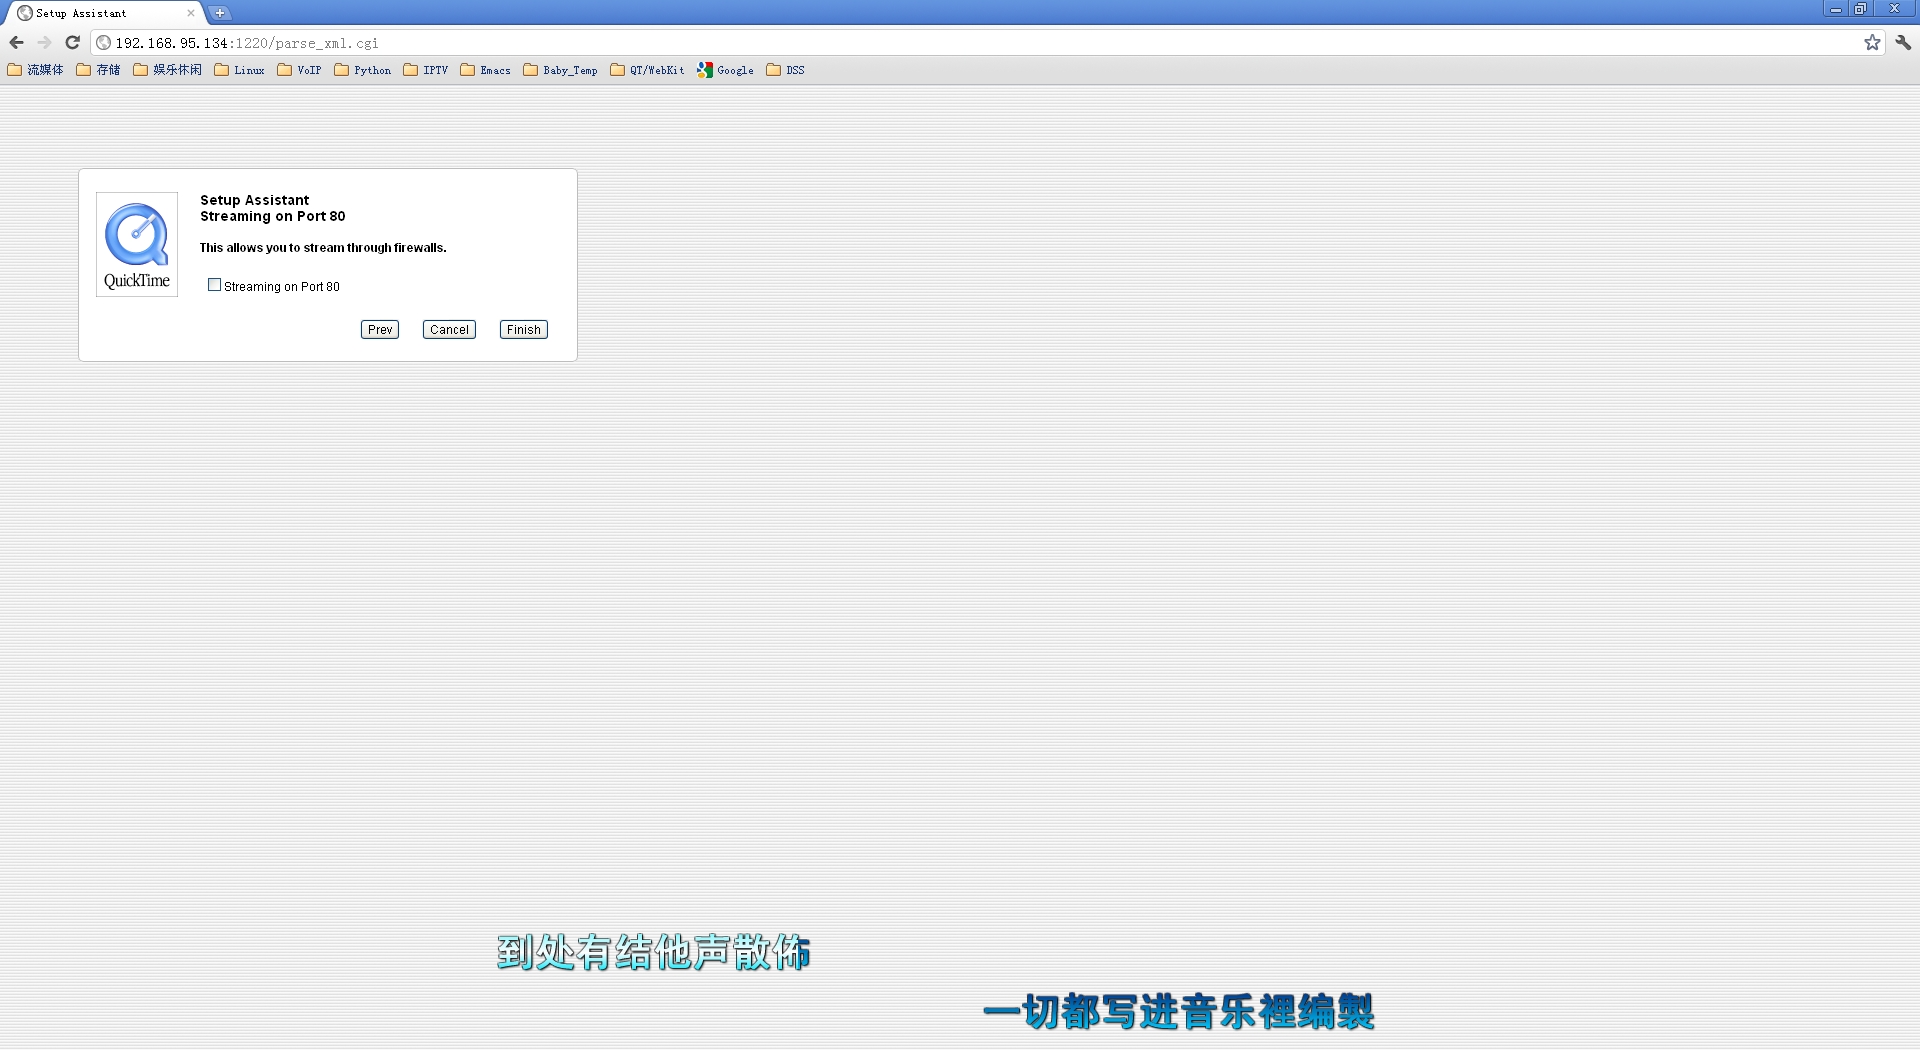 Setup Assistant
192.168.95.134:1220/parse_xml.cgi
流媒体 存储 娱乐休闲 Linux VoIP Python IPTV Emacs Baby_Temp QT/WebKit Google DSS
Setup Assistant
Streaming on Port 80
This allows you to stream through firewalls.
QuickTime
Streaming on Port 80
Prev Cancel Finish
到处有结他声散佈
一切都写进音乐裡编製